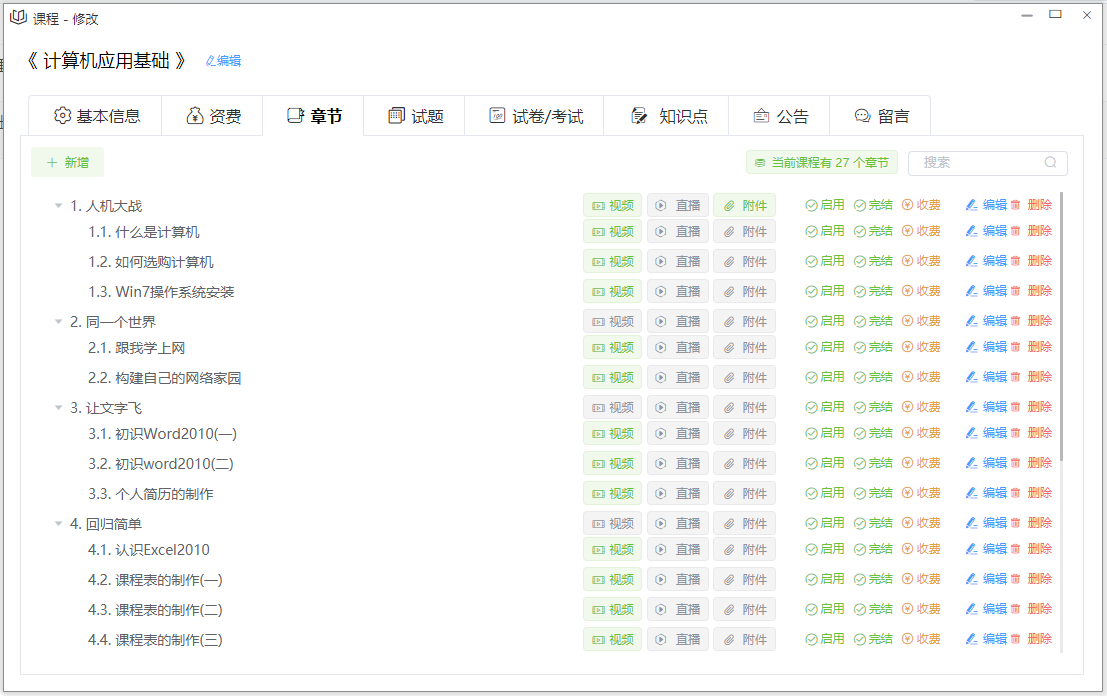 课程 - 修改
《 计算机应用基础 》 编辑
基本信息 资费 章节 试题 试卷/考试 知识点 公告 留言
+ 新增 当前课程有 27 个章节 搜索
1. 人机大战 视频 直播 附件 启用 完结 收费 编辑 删除
1.1. 什么是计算机 视频 直播 附件 启用 完结 收费 编辑 删除
1.2. 如何选购计算机 视频 直播 附件 启用 完结 收费 编辑 删除
1.3. Win7操作系统安装 视频 直播 附件 启用 完结 收费 编辑 删除
2. 同一个世界 视频 直播 附件 启用 完结 收费 编辑 删除
2.1. 跟我学上网 视频 直播 附件 启用 完结 收费 编辑 删除
2.2. 构建自己的网络家园 视频 直播 附件 启用 完结 收费 编辑 删除
3. 让文字飞 视频 直播 附件 启用 完结 收费 编辑 删除
3.1. 初识Word2010(一) 视频 直播 附件 启用 完结 收费 编辑 删除
3.2. 初识word2010(二) 视频 直播 附件 启用 完结 收费 编辑 删除
3.3. 个人简历的制作 视频 直播 附件 启用 完结 收费 编辑 删除
4. 回归简单 视频 直播 附件 启用 完结 收费 编辑 删除
4.1. 认识Excel2010 视频 直播 附件 启用 完结 收费 编辑 删除
4.2. 课程表的制作(一) 视频 直播 附件 启用 完结 收费 编辑 删除
4.3. 课程表的制作(二) 视频 直播 附件 启用 完结 收费 编辑 删除
4.4. 课程表的制作(三) 视频 直播 附件 启用 完结 收费 编辑 删除